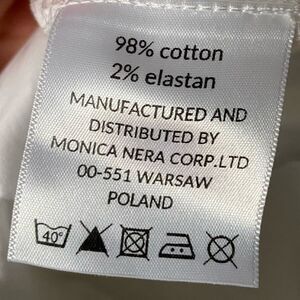 98% cotton
2% elastan
MANUFACTURED AND
DISTRIBUTED BY
MONICA NERA CORP.LTD
00-551 WARSAW
POLAND
40°